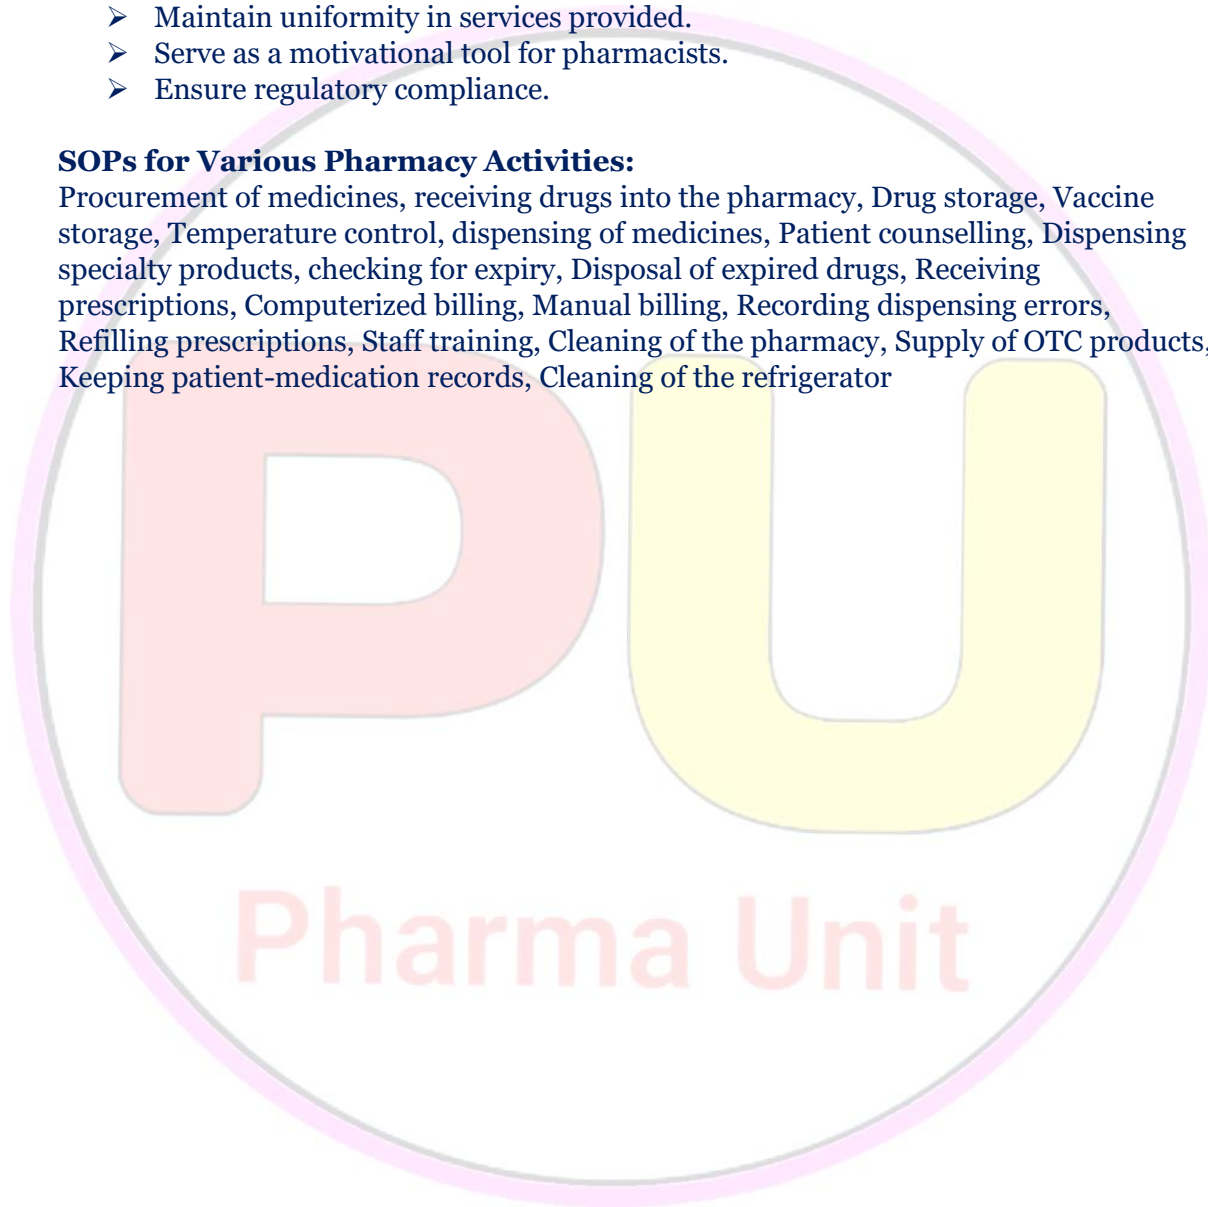 ➢ Maintain uniformity in services provided.
➢ Serve as a motivational tool for pharmacists.
➢ Ensure regulatory compliance.
SOPs for Various Pharmacy Activities:
Procurement of medicines, receiving drugs into the pharmacy, Drug storage, Vaccine
storage, Temperature control, dispensing of medicines, Patient counselling, Dispensing
specialty products, checking for expiry, Disposal of expired drugs, Receiving
prescriptions, Computerized billing, Manual billing, Recording dispensing errors,
Refilling prescriptions, Staff training, Cleaning of the pharmacy, Supply of OTC products,
Keeping patient-medication records, Cleaning of the refrigerator
PU
Pharma Unit